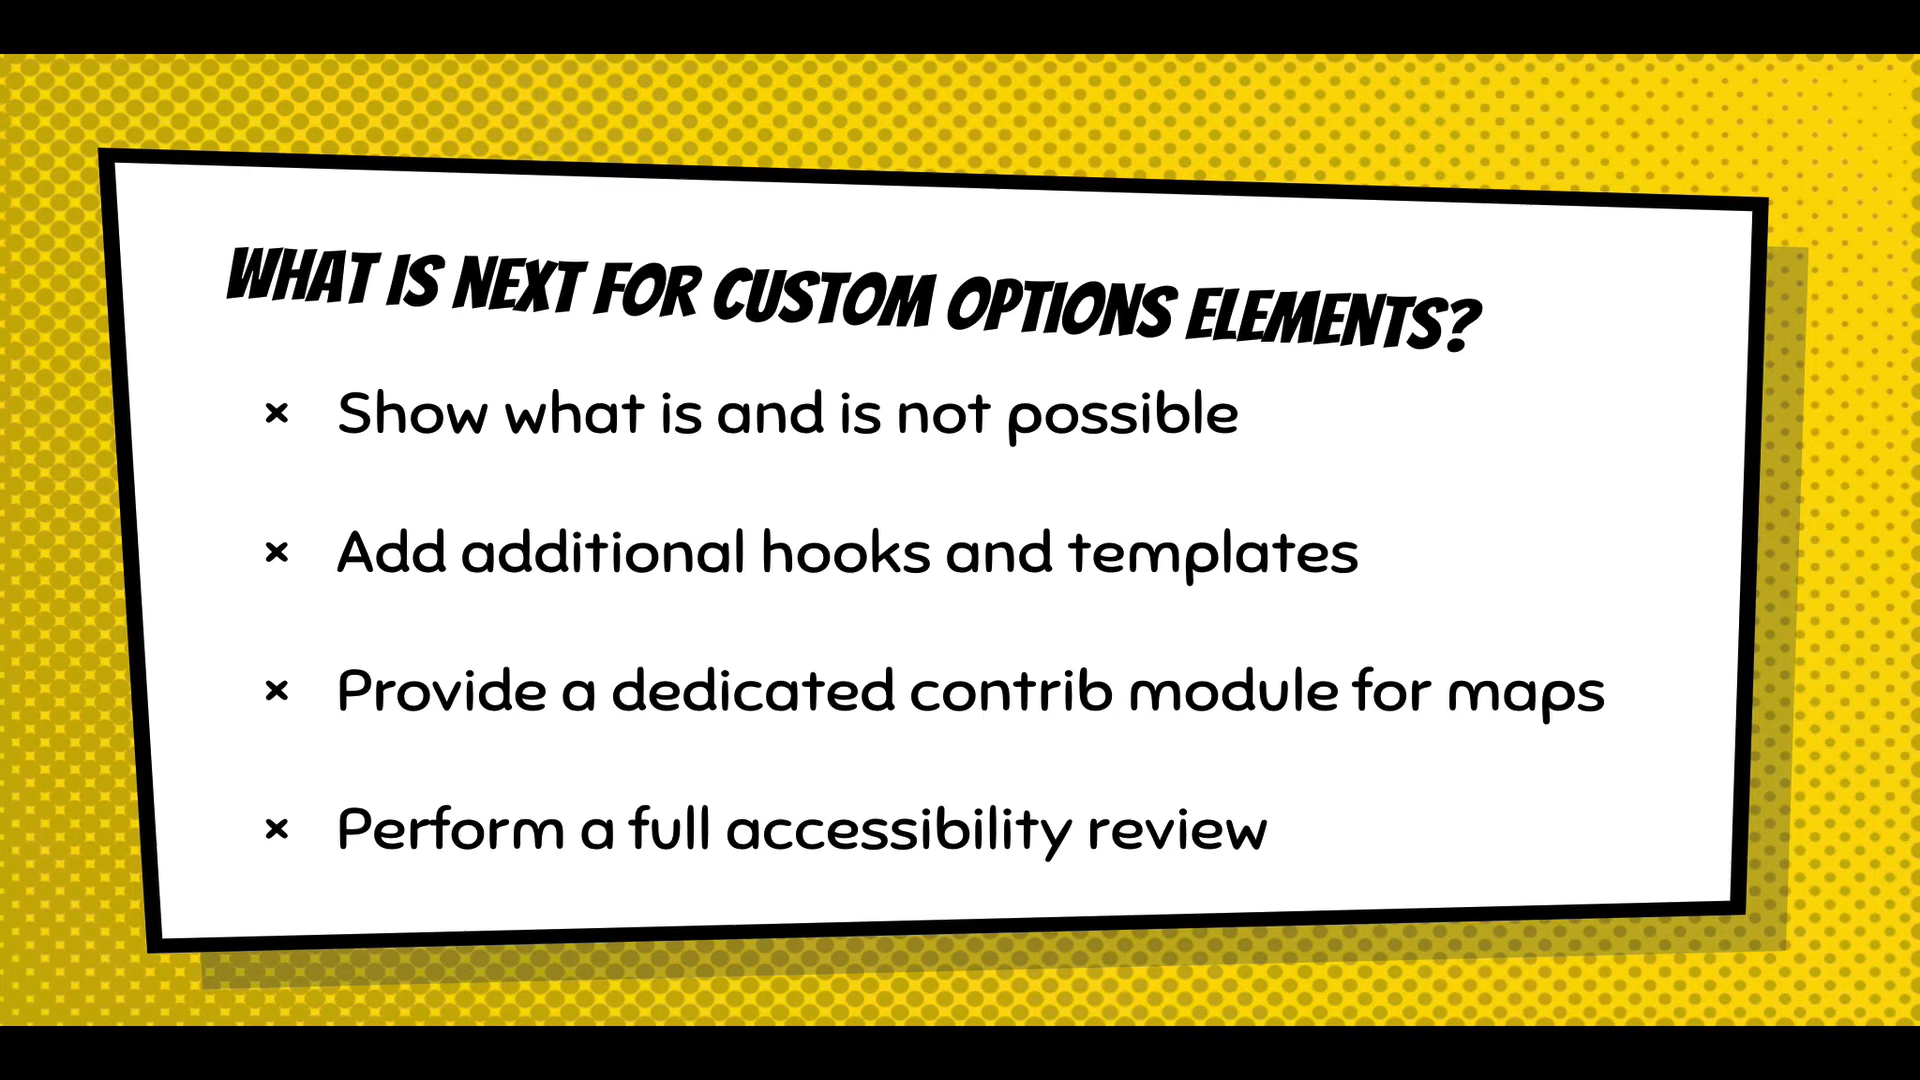 WHAT IS NEXT FOR CUSTOM OPTIONS ELEMENTS?
× Show what is and is not possible
× Add additional hooks and templates
× Provide a dedicated contrib module for maps
× Perform a full accessibility review